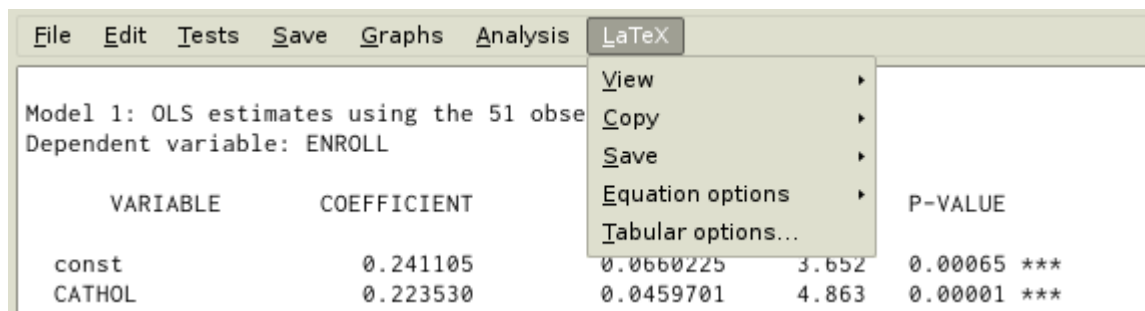 File Edit Tests Save Graphs Analysis LaTeX
View
Model 1: OLS estimates using the 51 obse
Copy
Dependent variable: ENROLL
Save
Equation options
VARIABLE COEFFICIENT P-VALUE
Tabular options...
const 0.241105 0.0660225 3.652 0.00065 ***
CATHOL 0.223530 0.0459701 4.863 0.00001 ***